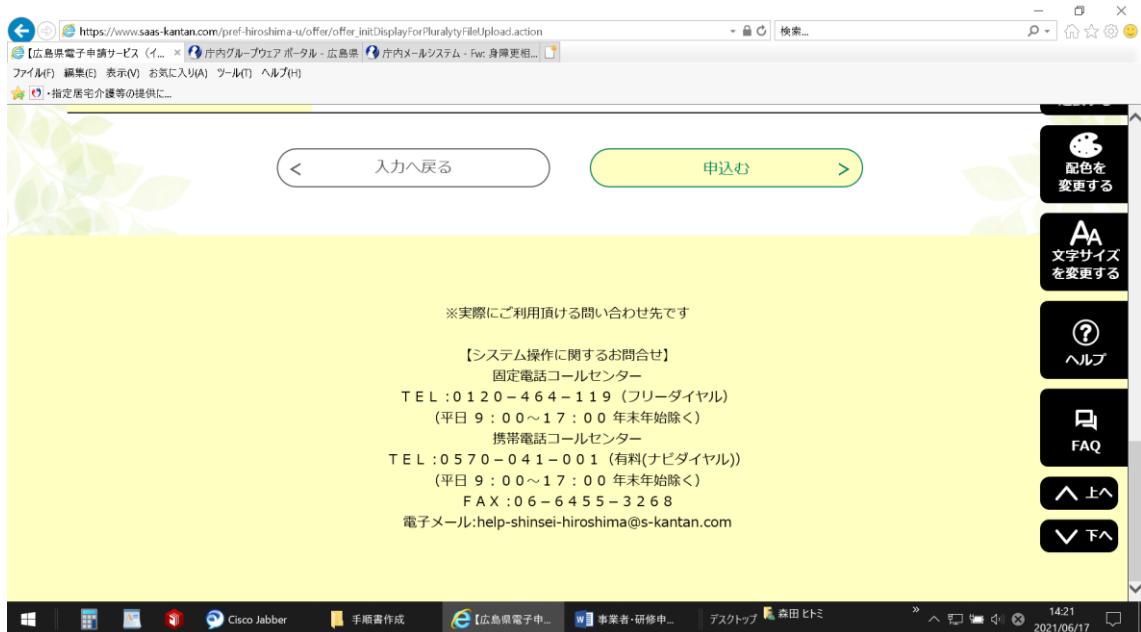 https://www.saas-kantan.com/pref-hiroshima-u/offer/offer_initDisplayForPluralytyFileUpload.action
検索...
【広島県電子申請サービス（イ...
庁内グループウェア ポータル - 広島県
庁内メールシステム - Fw: 身障更相...
ファイル(F) 編集(E) 表示(V) お気に入り(A) ツール(T) ヘルプ(H)
・指定居宅介護等の提供に...
入力へ戻る
申込む
配色を
変更する
文字サイズ
を変更する
ヘルプ
FAQ
上へ
下へ
※実際にご利用頂ける問い合わせ先です
【システム操作に関するお問合せ】
固定電話コールセンター
ＴＥＬ:０１２０－４６４－１１９（フリーダイヤル）
（平日 ９：００～１７：００ 年末年始除く）
携帯電話コールセンター
ＴＥＬ:０５７０－０４１－００１（有料(ナビダイヤル)）
（平日 ９：００～１７：００ 年末年始除く）
ＦＡＸ:０６－６４５５－３２６８
電子メール:help-shinsei-hiroshima@s-kantan.com
Cisco Jabber
手順書作成
【広島県電子申...
事業者・研修申...
デスクトップ
森田 ヒトミ
14:21
2021/06/17